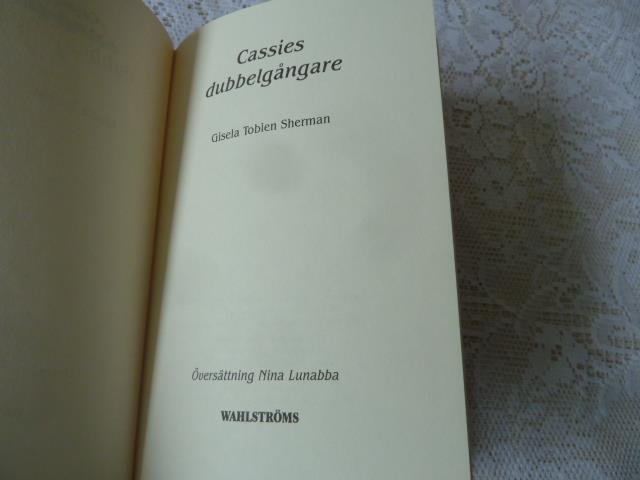 Cassies
dubbelgångare
Gisela Tobien Sherman
Översättning Nina Lunabba
WAHLSTRÖMS